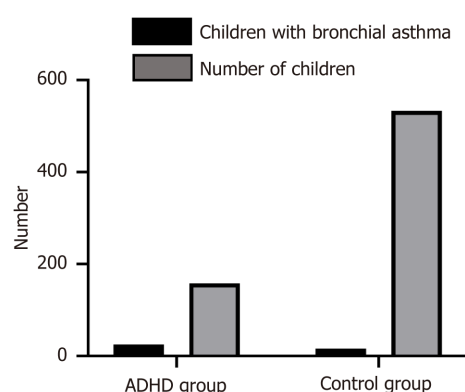 Children with bronchial asthma
Number of children
600
400
200
0
Number
ADHD group
Control group